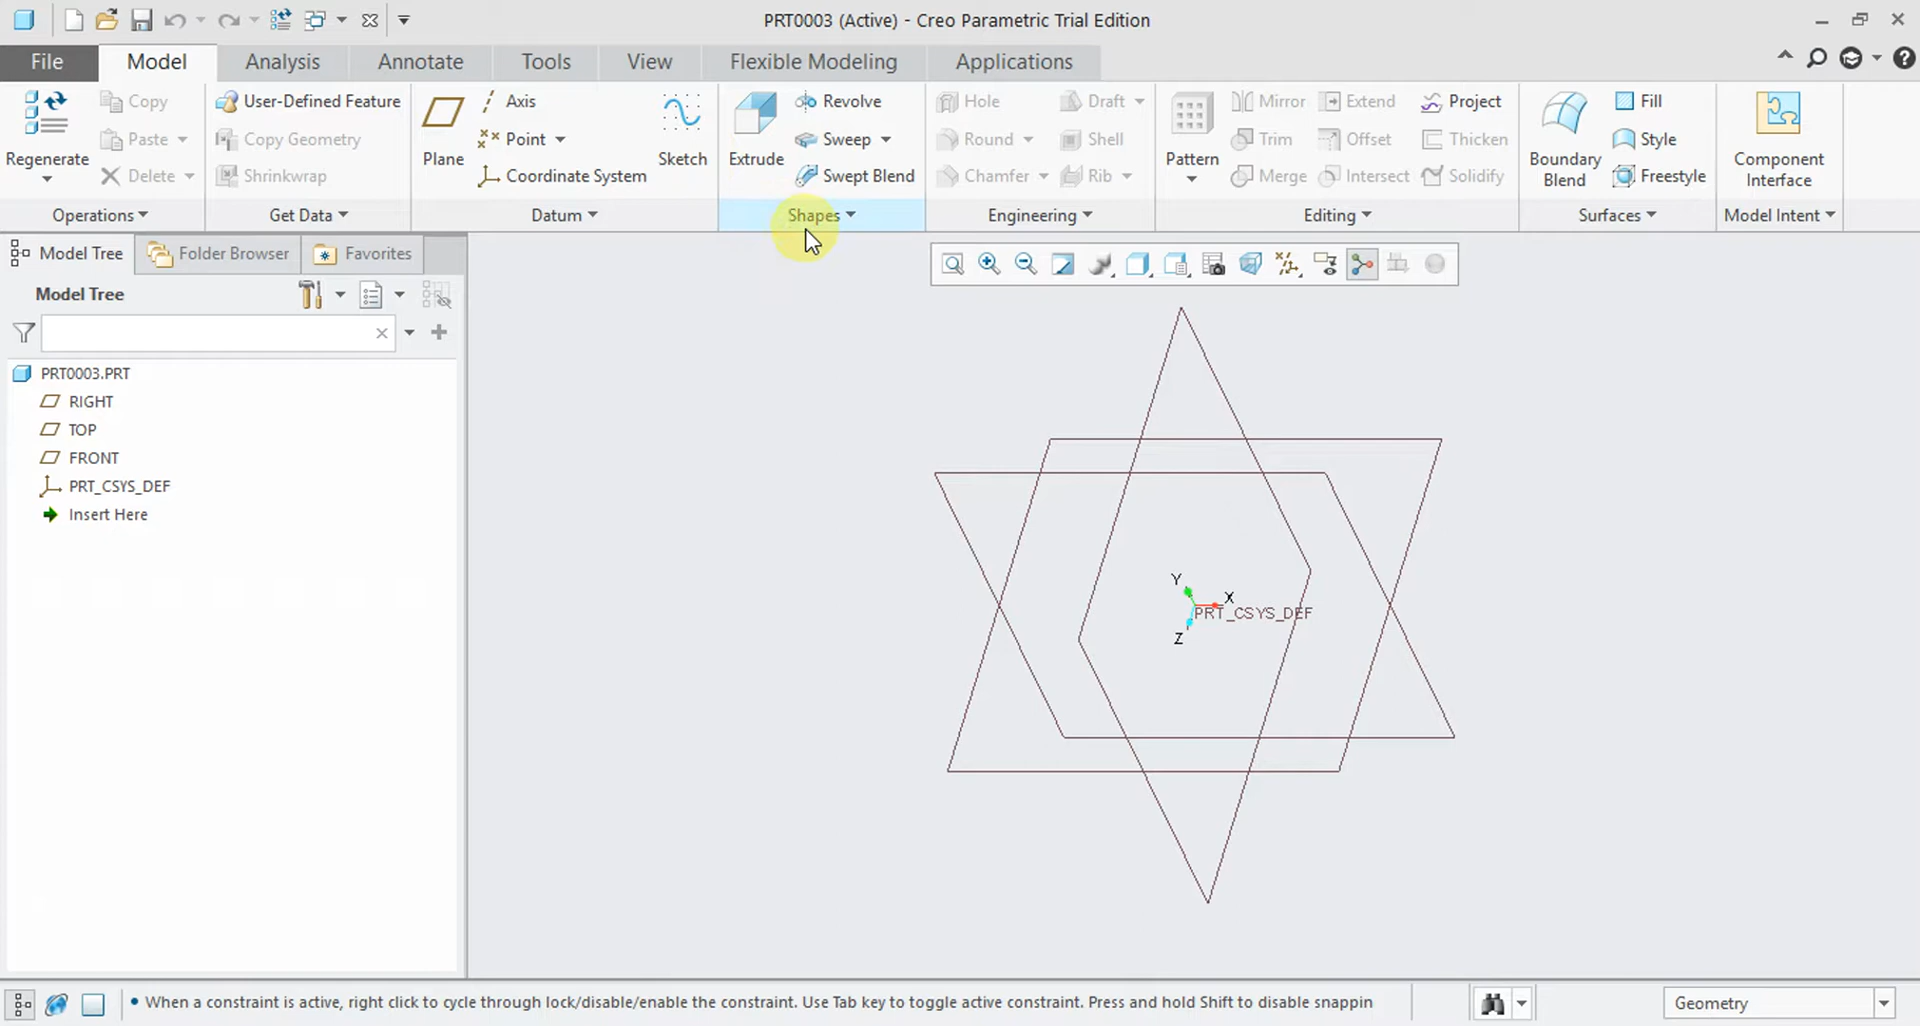 PRT0003 (Active) - Creo Parametric Trial Edition
File Model Analysis Annotate Tools View Flexible Modeling Applications
Regenerate
Copy
Paste
Delete
Operations
User-Defined Feature
Copy Geometry
Shrinkwrap
Get Data
Plane
Axis
Point
Coordinate System
Sketch
Datum
Extrude
Revolve
Sweep
Swept Blend
Shapes
Hole
Round
Chamfer
Draft
Shell
Rib
Engineering
Pattern
Mirror
Trim
Merge
Extend
Offset
Intersect
Project
Thicken
Solidify
Editing
Boundary
Blend
Fill
Style
Freestyle
Surfaces
Component
Interface
Model Intent
Model Tree Folder Browser Favorites
Model Tree
PRT0003.PRT
RIGHT
TOP
FRONT
PRT_CSYS_DEF
Insert Here
Y
X
PRT_CSYS_DEF
Z
• When a constraint is active, right click to cycle through lock/disable/enable the constraint. Use Tab key to toggle active constraint. Press and hold Shift to disable snappin
Geometry